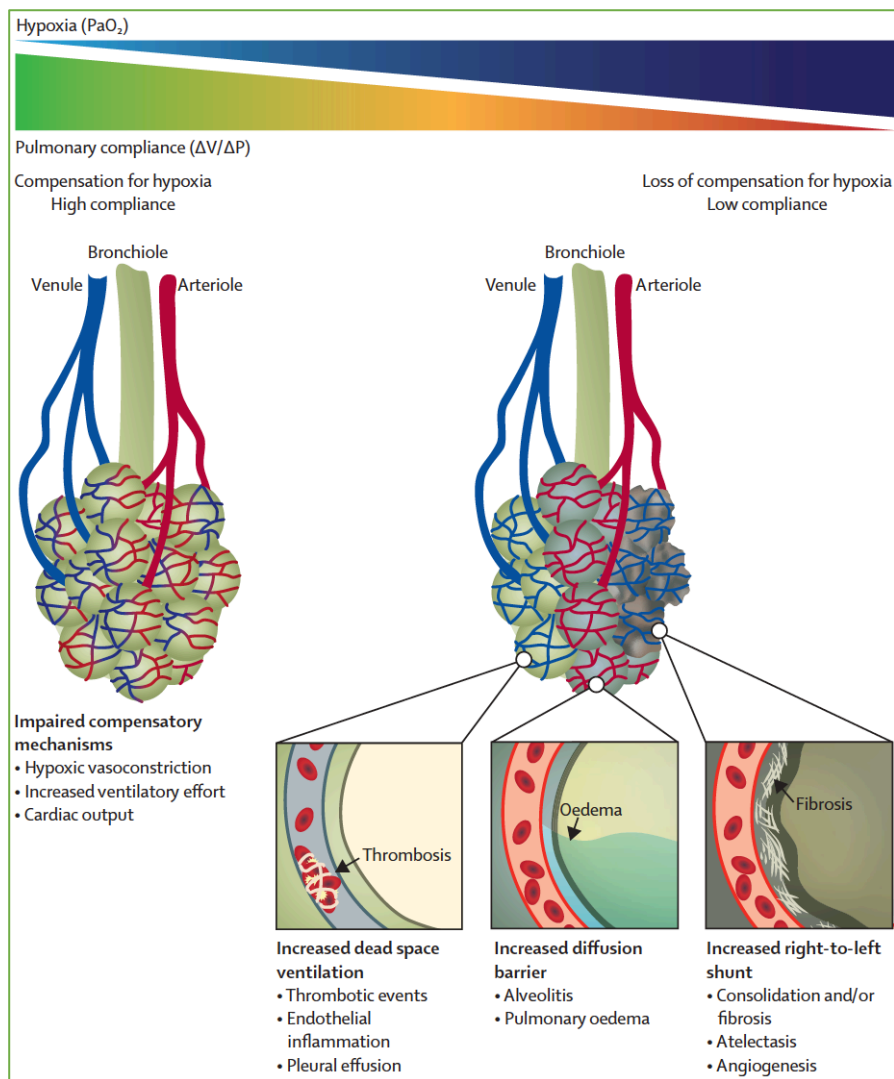 Hypoxia (PaO₂)
Pulmonary compliance (ΔV/ΔP)
Compensation for hypoxia
High compliance
Loss of compensation for hypoxia
Low compliance
Bronchiole
Venule
Arteriole
Bronchiole
Venule
Arteriole
Impaired compensatory
mechanisms
• Hypoxic vasoconstriction
• Increased ventilatory effort
• Cardiac output
Thrombosis
Increased dead space
ventilation
• Thrombotic events
• Endothelial
inflammation
• Pleural effusion
Oedema
Increased diffusion
barrier
• Alveolitis
• Pulmonary oedema
Fibrosis
Increased right-to-left
shunt
• Consolidation and/or
fibrosis
• Atelectasis
• Angiogenesis